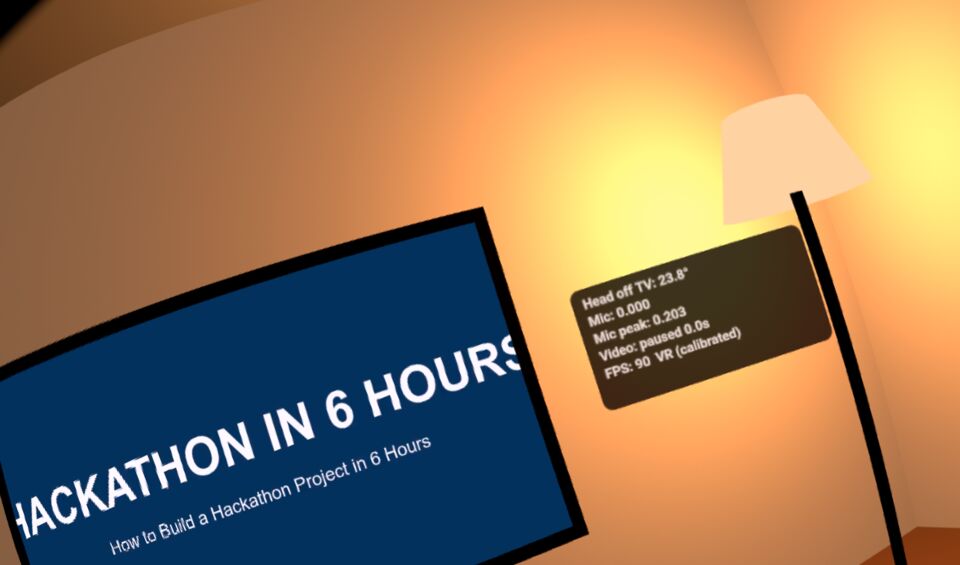 HACKATHON IN 6 HOURS
How to Build a Hackathon Project in 6 Hours
Head off TV: 23.8°
Mic: 0.000
Mic peak: 0.203
Video: paused 0.0s
FPS: 90 VR (calibrated)